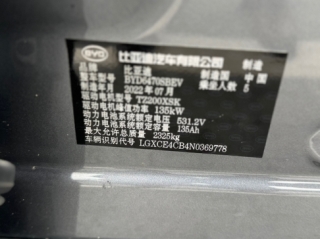 BYD 比亚迪汽车有限公司 制造
品牌 比亚迪 制造国 中国
整车型号 BYD6470SBEV 乘坐人数 5
制造年月 2022年07月
驱动电机型号 TZ200XSK
驱动电机峰值功率 135kW
动力电池系统额定电压 531.2V
动力电池系统额定容量 135Ah
最大允许总质量 2325kg
车辆识别代号 LGXCE4CB4N0369778